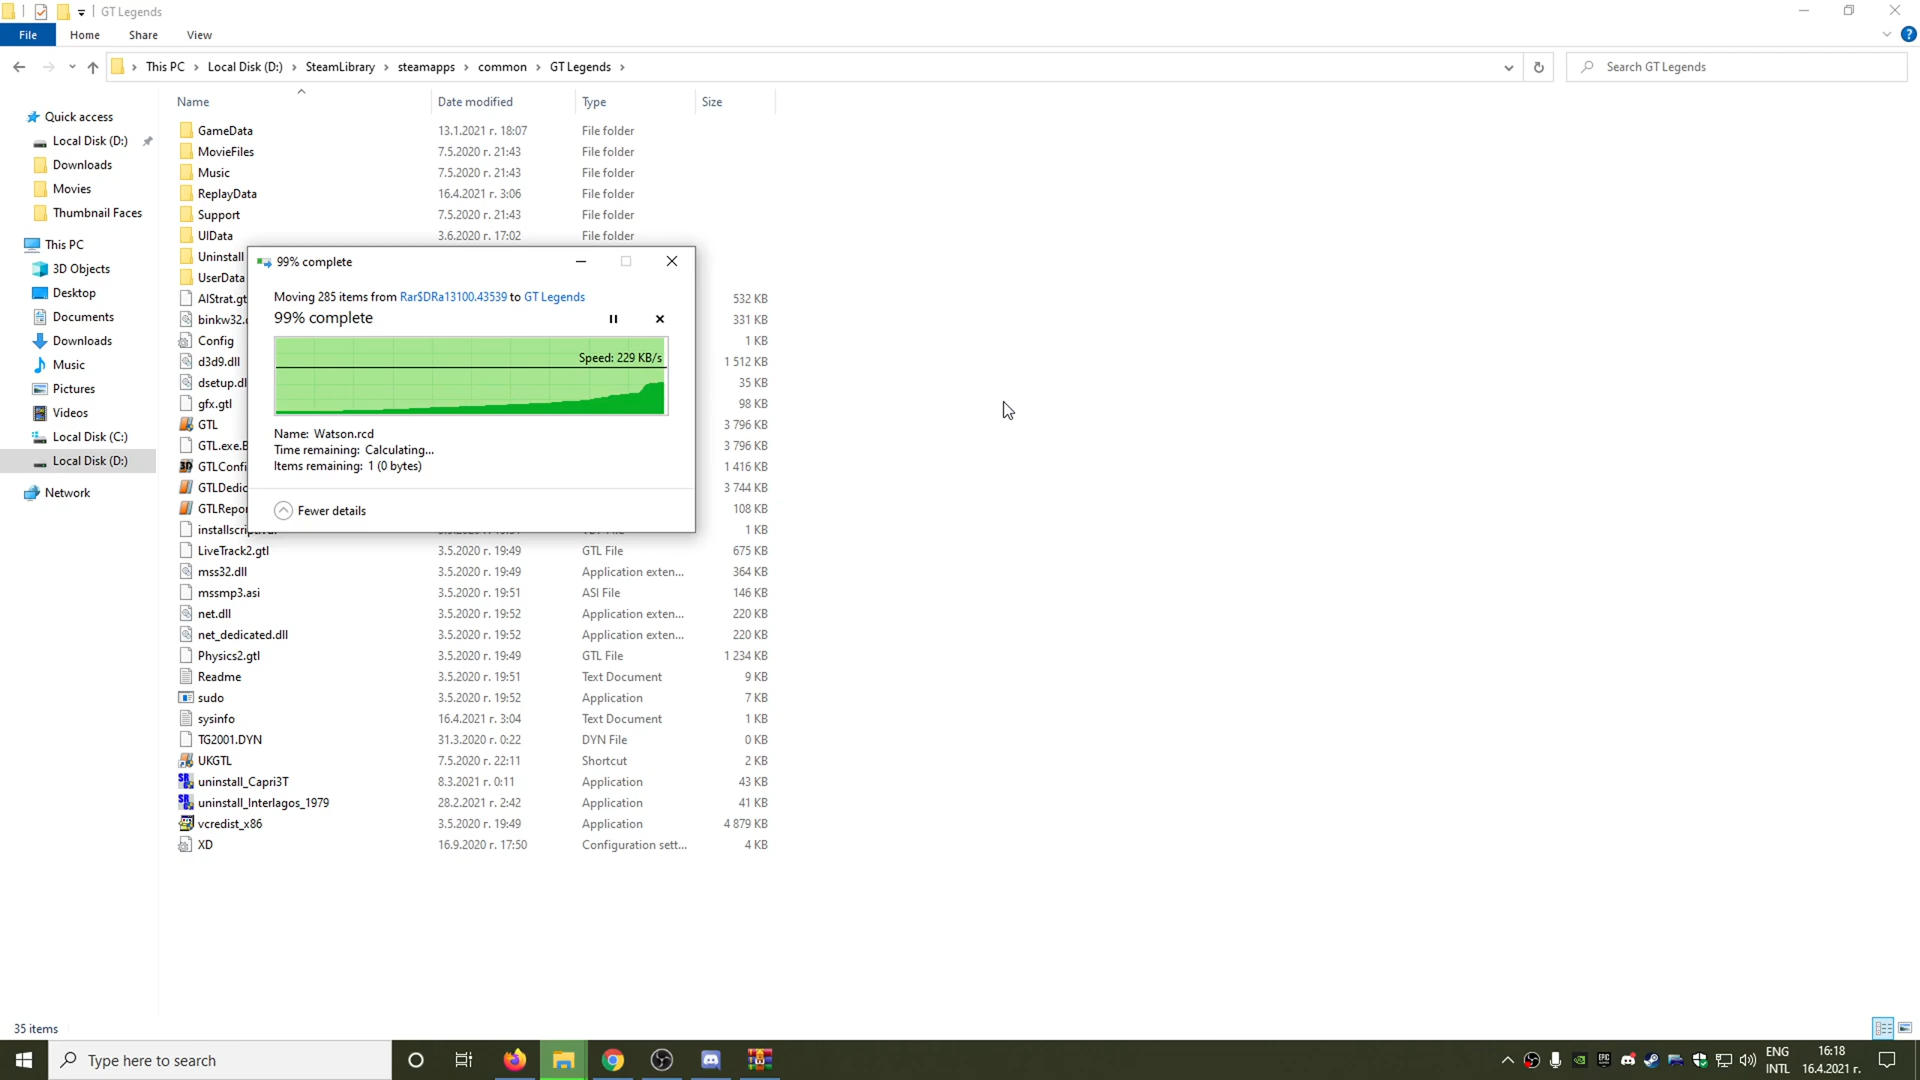 GT Legends
File Home Share View
This PC Local Disk (D:) SteamLibrary steamapps common GT Legends
Search GT Legends
Name Date modified Type Size
Quick access
Local Disk (D:)
Downloads
Movies
Thumbnail Faces
This PC
3D Objects
Desktop
Documents
Downloads
Music
Pictures
Videos
Local Disk (C:)
Local Disk (D:)
Network
GameData 13.1.2021 г. 18:07 File folder
MovieFiles 7.5.2020 г. 21:43 File folder
Music 7.5.2020 г. 21:43 File folder
ReplayData 16.4.2021 г. 3:06 File folder
Support 7.5.2020 г. 21:43 File folder
UIData 3.6.2020 г. 17:02 File folder
Uninstall
UserData
AIStrat.gt 532 KB
binkw32. 331 KB
Config 1 KB
d3d9.dll 1 512 KB
dsetup.dl 35 KB
gfx.gtl 98 KB
GTL 3 796 KB
GTL.exe.B 3 796 KB
GTLConfi 1 416 KB
GTLDedic 3 744 KB
GTLRepor 108 KB
1 KB
LiveTrack2.gtl 3.5.2020 г. 19:49 GTL File 675 KB
mss32.dll 3.5.2020 г. 19:49 Application exten... 364 KB
mssmp3.asi 3.5.2020 г. 19:51 ASI File 146 KB
net.dll 3.5.2020 г. 19:52 Application exten... 220 KB
net_dedicated.dll 3.5.2020 г. 19:52 Application exten... 220 KB
Physics2.gtl 3.5.2020 г. 19:49 GTL File 1 234 KB
Readme 3.5.2020 г. 19:51 Text Document 9 KB
sudo 3.5.2020 г. 19:52 Application 7 KB
sysinfo 16.4.2021 г. 3:04 Text Document 1 KB
TG2001.DYN 31.3.2020 г. 0:22 DYN File 0 KB
UKGTL 7.5.2020 г. 22:11 Shortcut 2 KB
uninstall_Capri3T 8.3.2021 г. 0:11 Application 43 KB
uninstall_Interlagos_1979 28.2.2021 г. 2:42 Application 41 KB
vcredist_x86 3.5.2020 г. 19:49 Application 4 879 KB
XD 16.9.2020 г. 17:50 Configuration sett... 4 KB
99% complete
Moving 285 items from Rar$DRa13100.43539 to GT Legends
99% complete
Speed: 229 KB/s
Name: Watson.rcd
Time remaining: Calculating...
Items remaining: 1 (0 bytes)
Fewer details
35 items
Type here to search
ENG
INTL
16:18
16.4.2021 г.